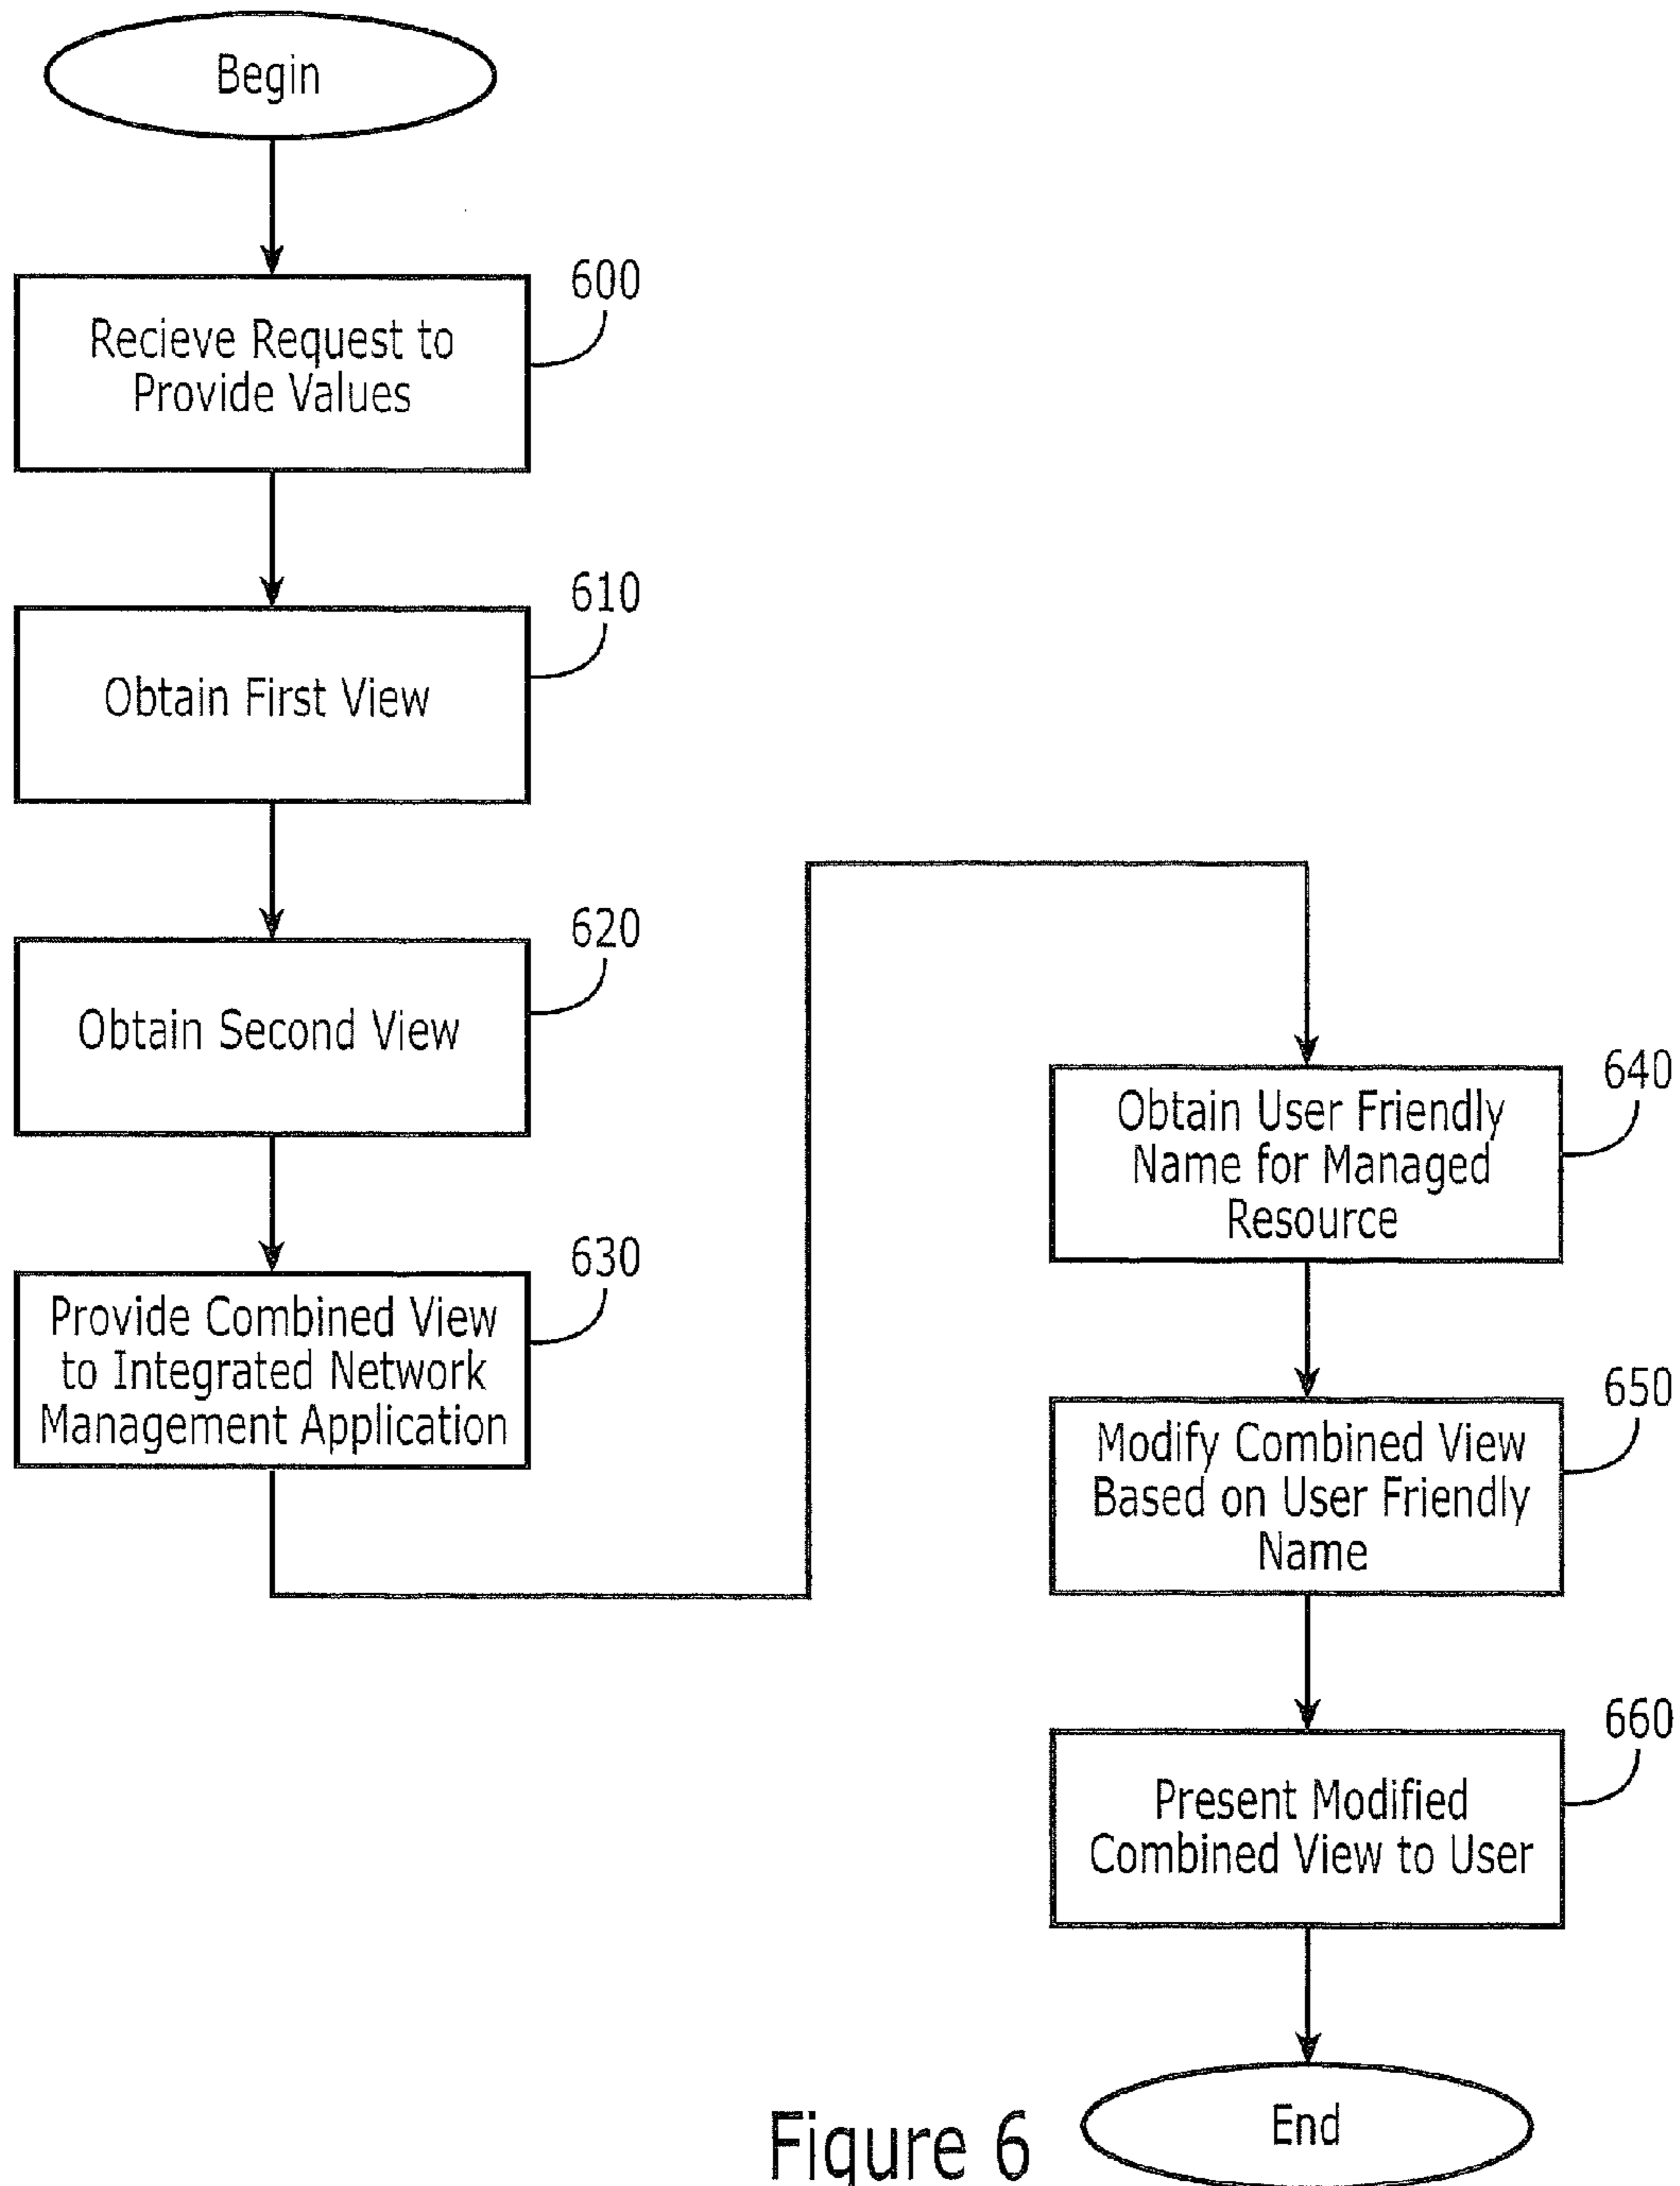 Begin
600
Recieve Request to
Provide Values
610
Obtain First View
620
Obtain Second View
630
Provide Combined View
to Integrated Network
Management Application
640
Obtain User Friendly
Name for Managed
Resource
650
Modify Combined View
Based on User Friendly
Name
660
Present Modified
Combined View to User
End
Figure 6